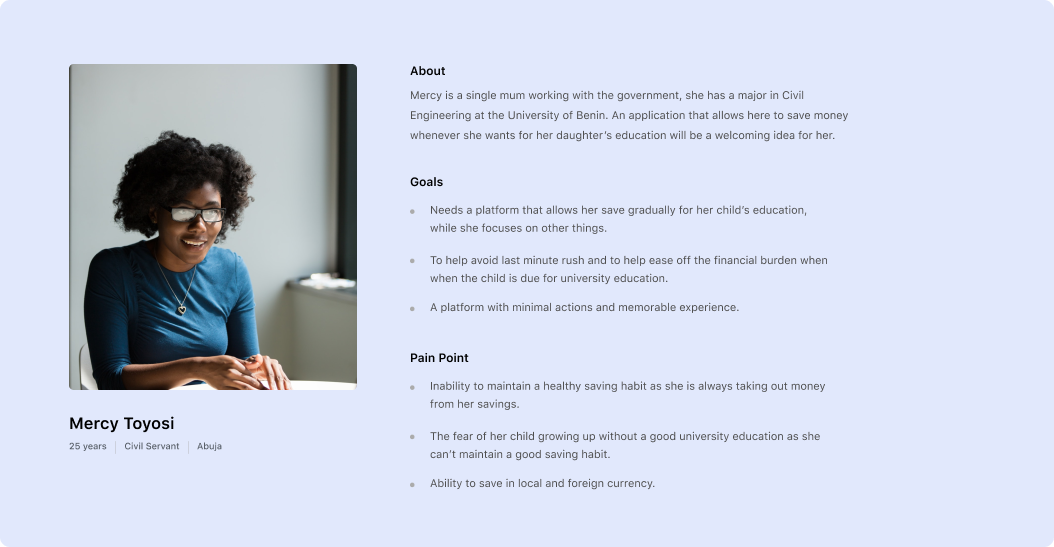 About
Mercy is a single mum working with the government, she has a major in Civil
Engineering at the University of Benin. An application that allows here to save money
whenever she wants for her daughter's education will be a welcoming idea for her.
Goals
Needs a platform that allows her save gradually for her child's education,
while she focuses on other things.
To help avoid last minute rush and to help ease off the financial burden when
when the child is due for university education.
A platform with minimal actions and memorable experience.
Pain Point
Inability to maintain a healthy saving habit as she is always taking out money
from her savings.
The fear of her child growing up without a good university education as she
can't maintain a good saving habit.
Ability to save in local and foreign currency.
Mercy Toyosi
25 years | Civil Servant | Abuja